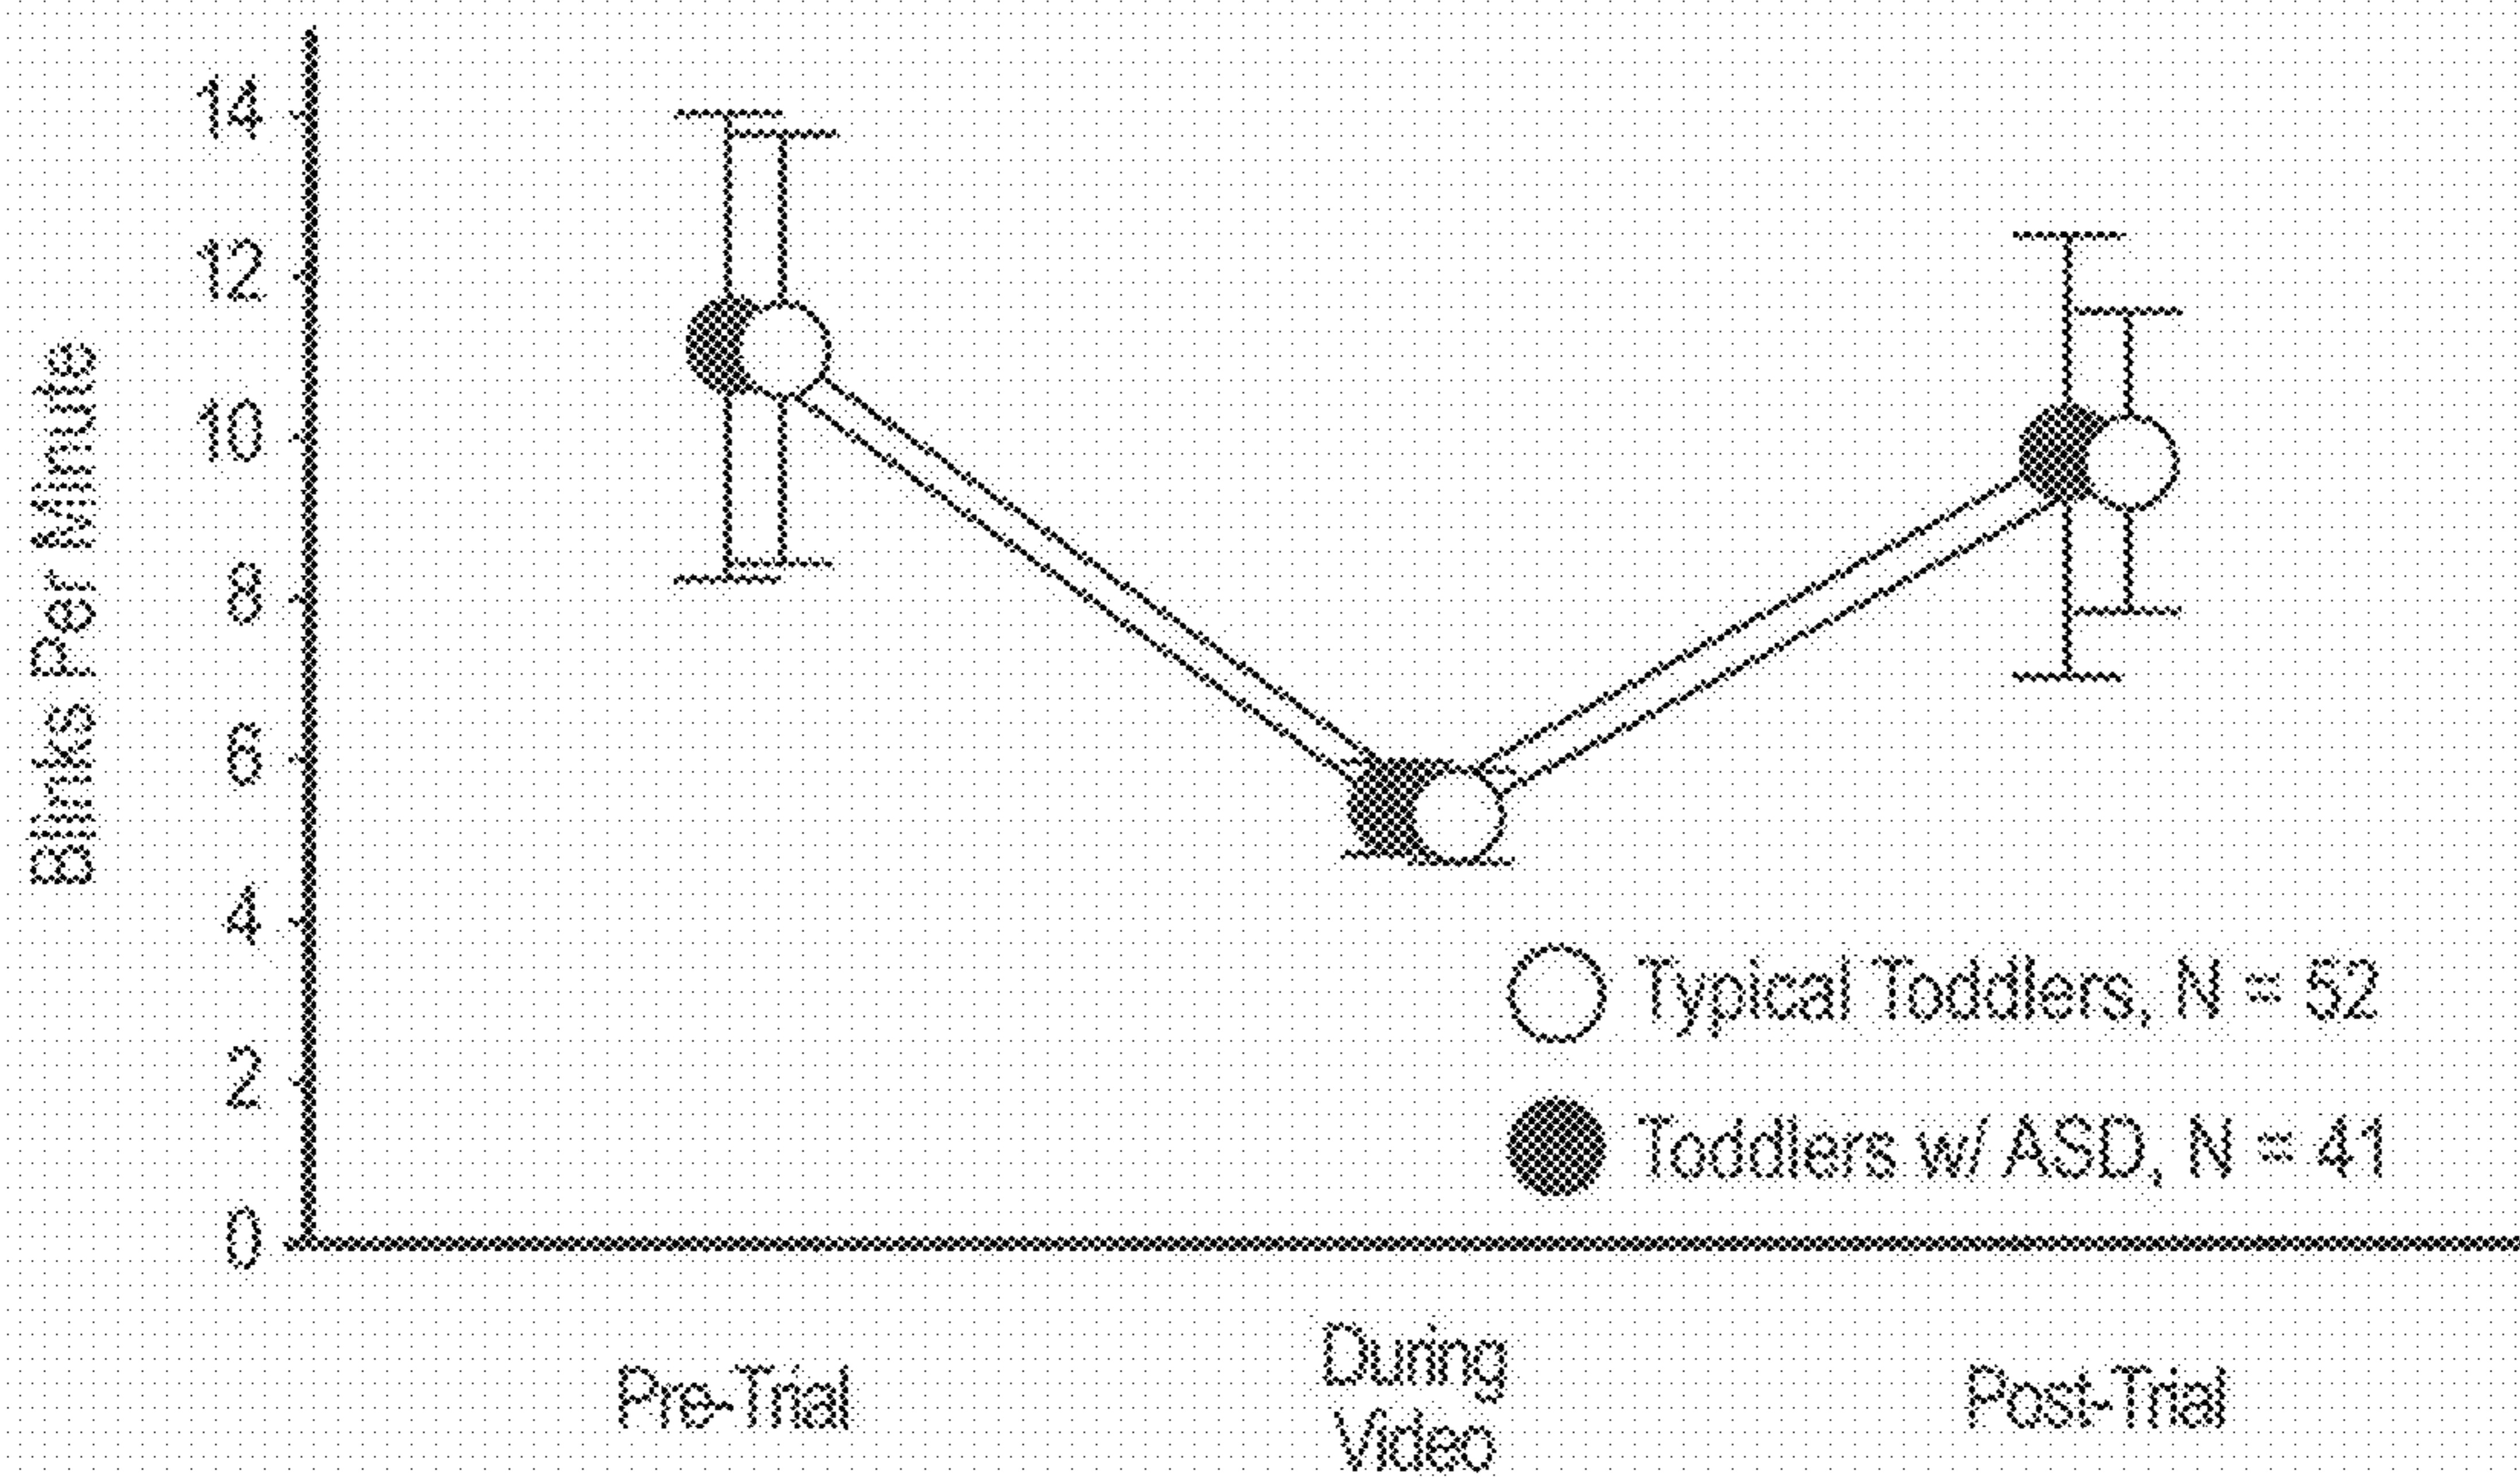 Blinks Per Minute
14
12
10
8
6
4
2
0
Typical Toddlers, N = 52
Toddlers w/ ASD, N = 41
Pre-Trial
During
Video
Post-Trial